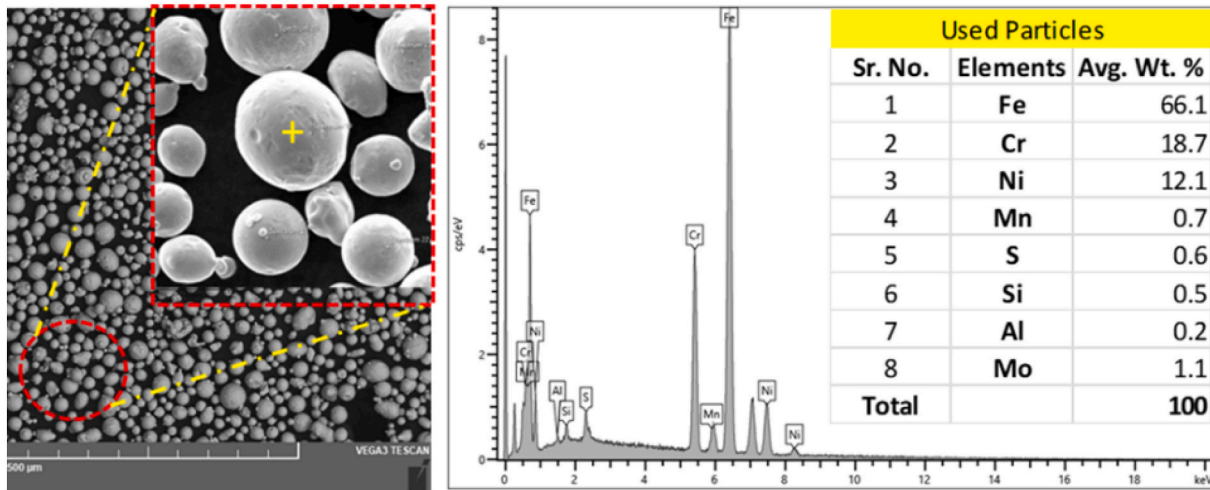 500 µm
VEGA3 TESCAN
cps/eV
8
6
4
2
0
Fe
Fe
Ni
Cr
Al
Si
S
Cr
Mn
Ni
Ni
0 2 4 6 8 10 12 14 16 18 keV
Used Particles
Sr. No. Elements Avg. Wt. %
1 Fe 66.1
2 Cr 18.7
3 Ni 12.1
4 Mn 0.7
5 S 0.6
6 Si 0.5
7 Al 0.2
8 Mo 1.1
Total 100